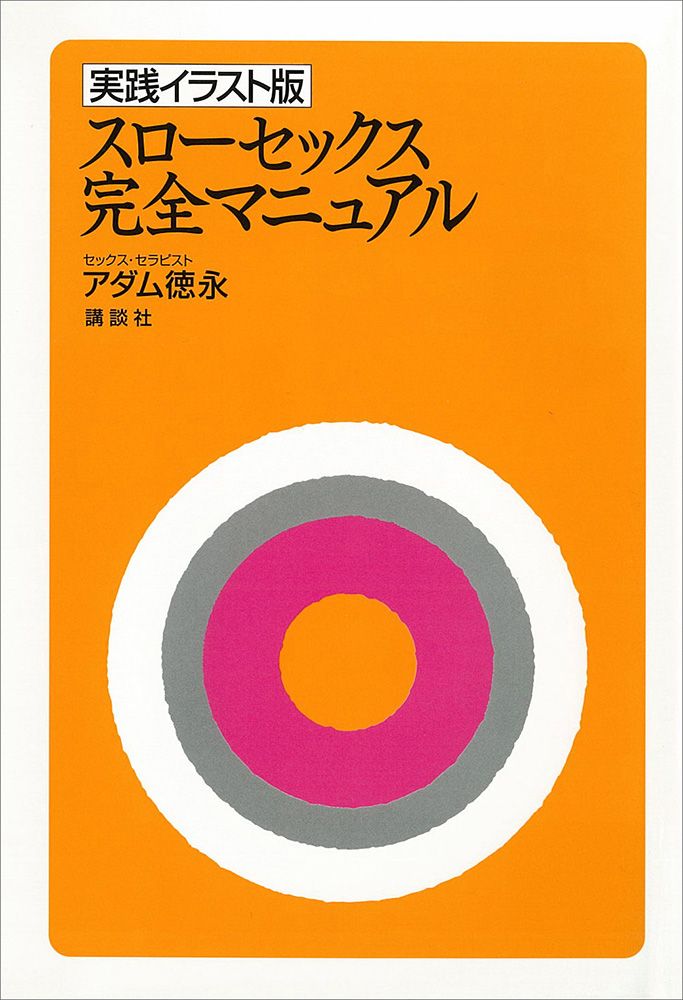 実践イラスト版
スローセックス
完全マニュアル
セックス・セラピスト
アダム徳永
講談社